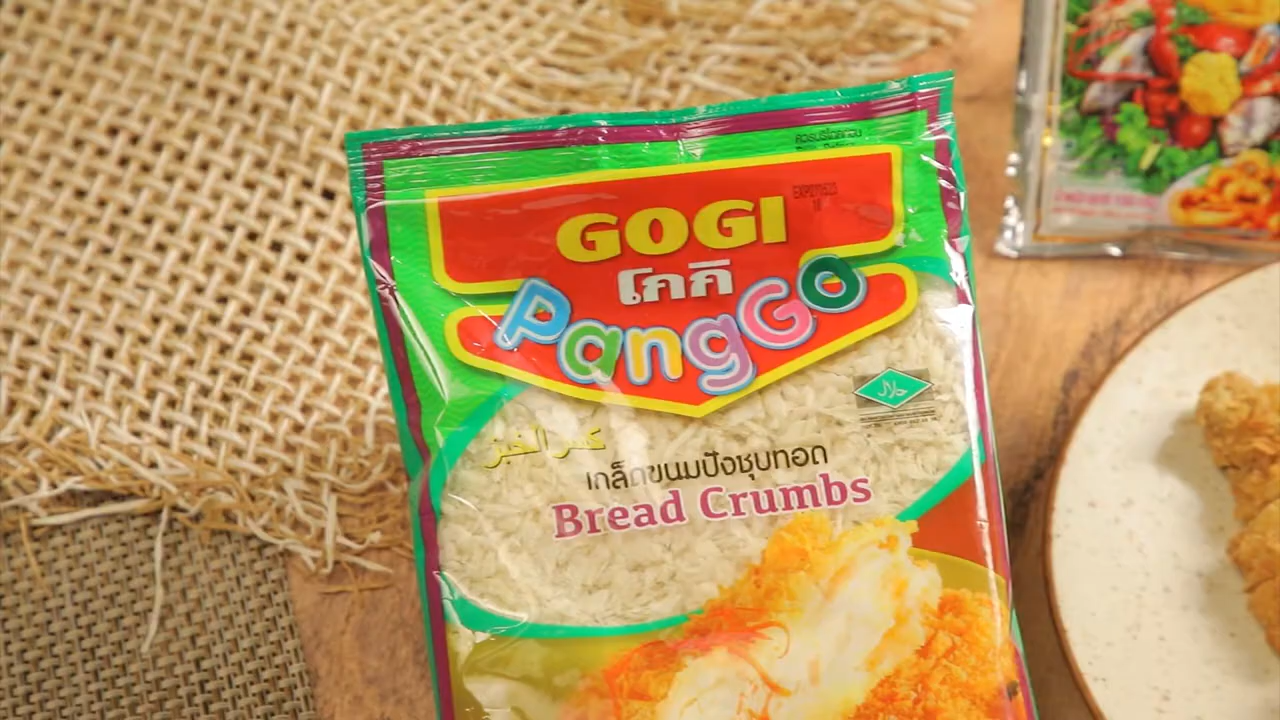 GOGI
โกกิ
PangGO
حلال
كسر الخبز
เกล็ดขนมปังชุบทอด
Bread Crumbs